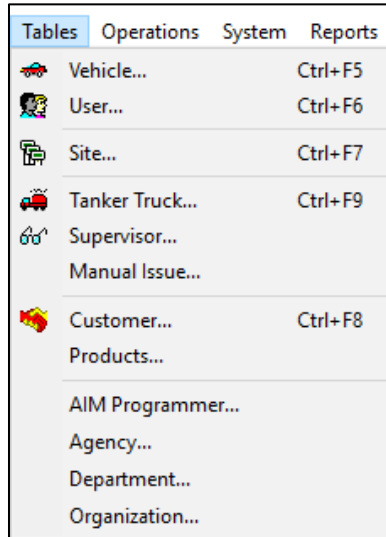 Tables Operations System Reports
Vehicle... Ctrl+F5
User... Ctrl+F6
Site... Ctrl+F7
Tanker Truck... Ctrl+F9
Supervisor...
Manual Issue...
Customer... Ctrl+F8
Products...
AIM Programmer...
Agency...
Department...
Organization...